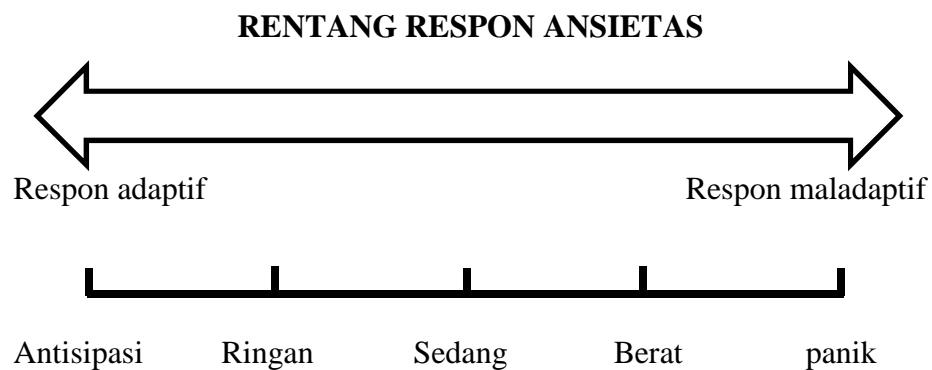 RENTANG RESPON ANSIETAS
Respon adaptif Respon maladaptif
Antisipasi Ringan Sedang Berat panik